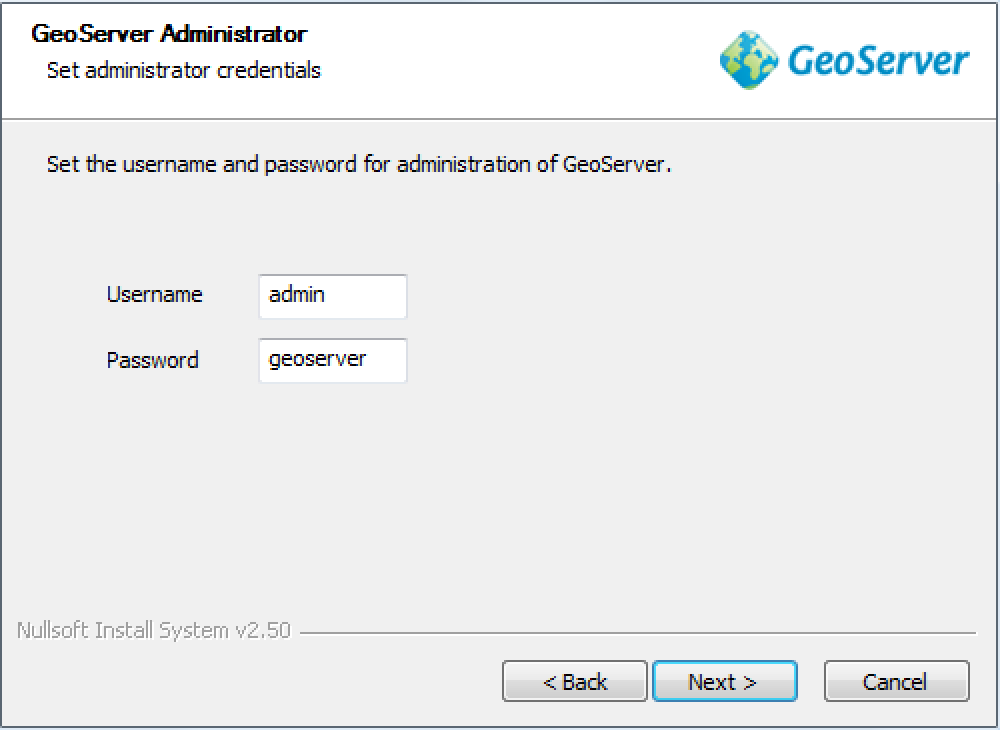 GeoServer Administrator
Set administrator credentials
GeoServer
Set the username and password for administration of GeoServer.
Username admin
Password geoserver
Nullsoft Install System v2.50
< Back Next > Cancel